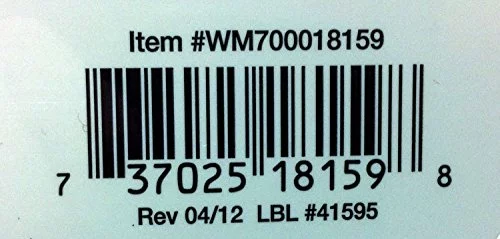 Item #WM700018159
7 37025 18159 8
Rev 04/12 LBL #41595